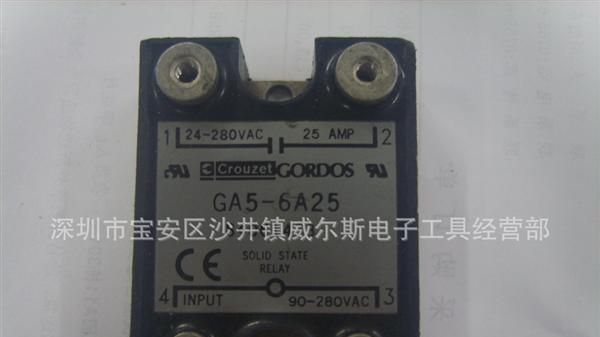 1 24-280VAC 25 AMP 2
Crouzet GORDOS
GA5-6A25
深圳市宝安区沙井镇威尔斯电子工具经营部
SOLID STATE
RELAY
CE
4 INPUT 90-280VAC 3